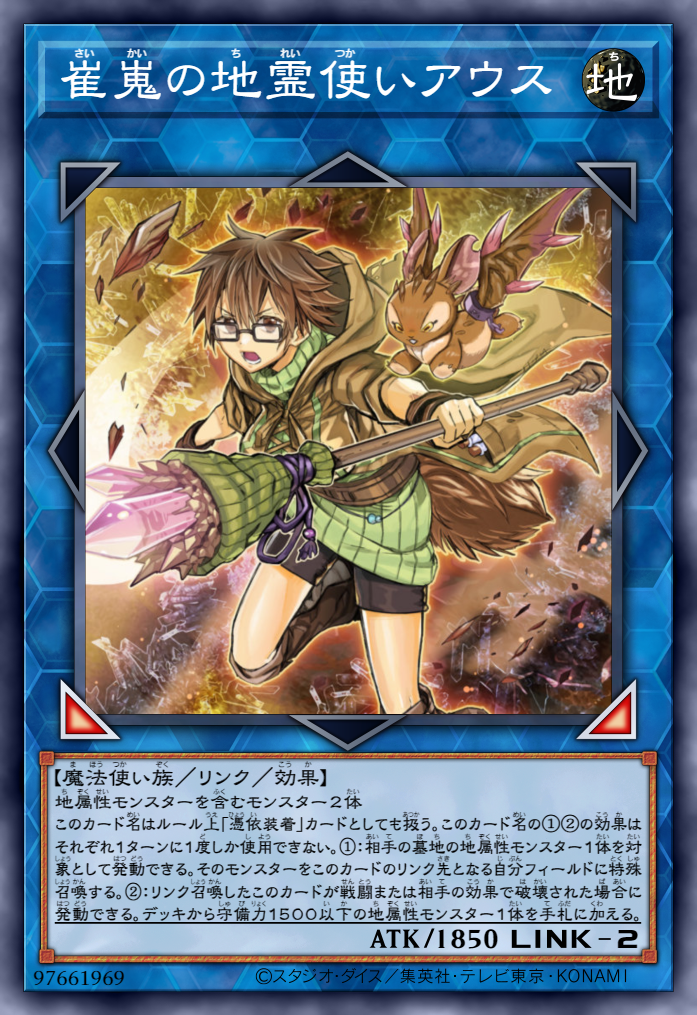 崔嵬の地霊使いアウス 地
【魔法使い族／リンク／効果】
地属性モンスターを含むモンスター２体
このカード名はルール上「憑依装着」カードとしても扱う。このカード名の①②の効果は
それぞれ１ターンに１度しか使用できない。①：相手の墓地の地属性モンスター１体を対
象として発動できる。そのモンスターをこのカードのリンク先となる自分フィールドに特殊
召喚する。②：リンク召喚したこのカードが戦闘または相手の効果で破壊された場合に
発動できる。デッキから守備力１５００以下の地属性モンスター１体を手札に加える。
ATK/1850 LINK-2
97661969 ©スタジオ・ダイス／集英社・テレビ東京・KONAMI